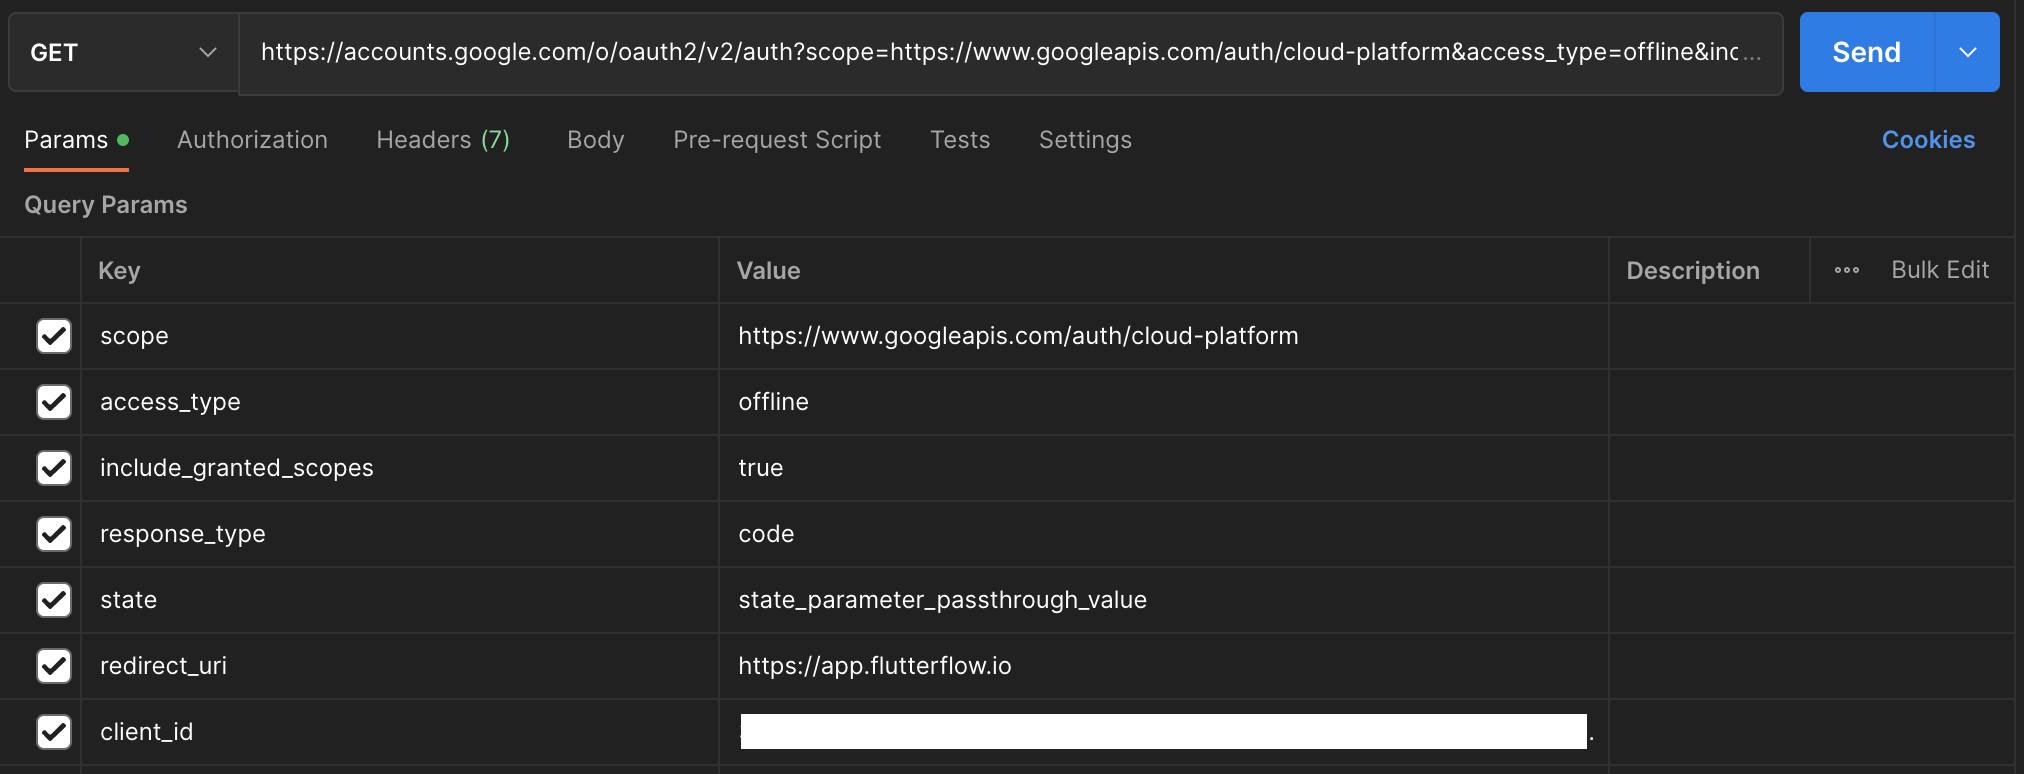 GET https://accounts.google.com/o/oauth2/v2/auth?scope=https://www.googleapis.com/auth/cloud-platform&access_type=offline&inc... Send
Params Authorization Headers (7) Body Pre-request Script Tests Settings Cookies
Query Params
Key Value Description Bulk Edit
scope https://www.googleapis.com/auth/cloud-platform
access_type offline
include_granted_scopes true
response_type code
state state_parameter_passthrough_value
redirect_uri https://app.flutterflow.io
client_id .